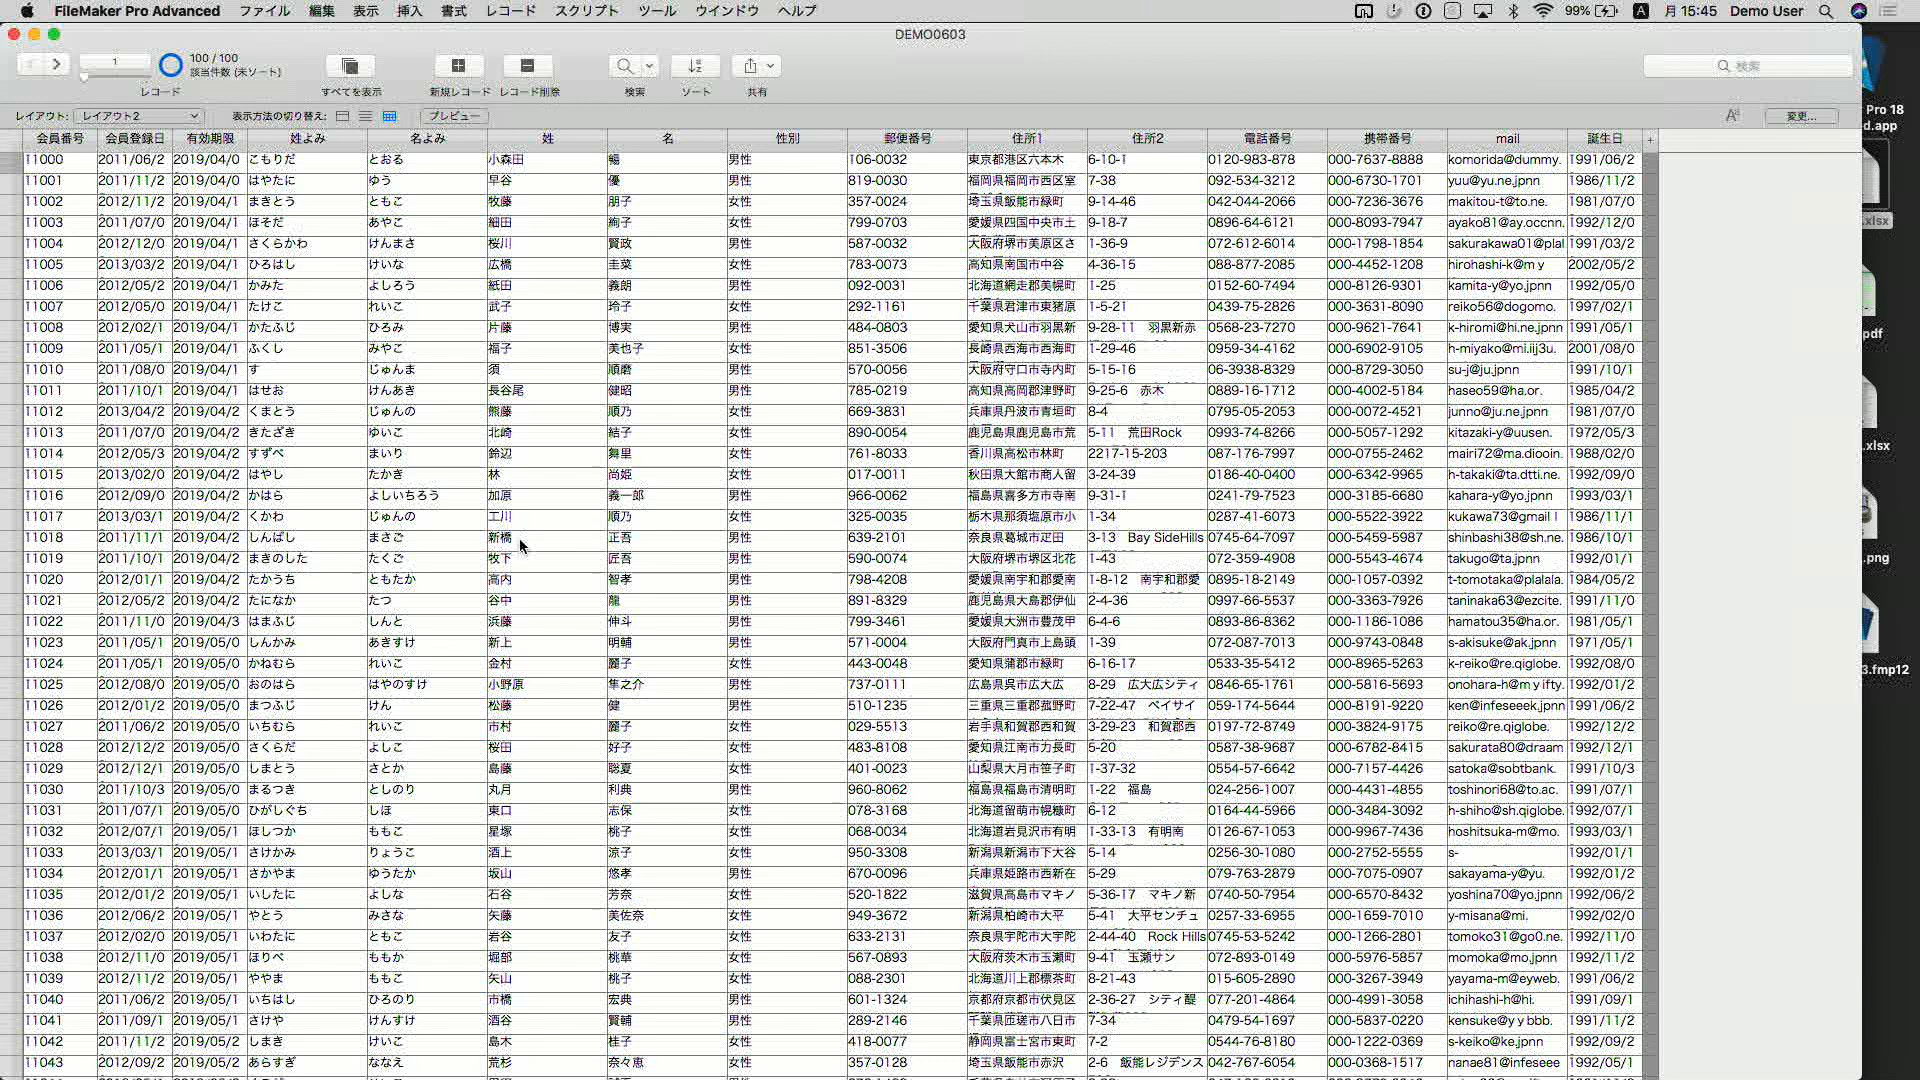 FileMaker Pro Advanced ファイル 編集 表示 挿入 書式 レコード スクリプト ツール ウインドウ ヘルプ 99% A 月 15:45 Demo User
DEMO0603
1 100 / 100 該当件数 (未ソート)
レコード すべてを表示 新規レコード レコード削除 検索 ソート 共有 検索
レイアウト: レイアウト2 表示方法の切り替え: プレビュー 変更...
会員番号 会員登録日 有効期限 姓よみ 名よみ 姓 名 性別 郵便番号 住所1 住所2 電話番号 携帯番号 mail 誕生日 +
11000 2011/06/2 2019/04/0 こもりだ とおる 小森田 暢 男性 106-0032 東京都港区六本木 6-10-1 0120-983-878 000-7637-8888 komorida@dummy. 1991/06/2
11001 2011/11/2 2019/04/0 はやたに ゆう 早谷 優 男性 819-0030 福岡県福岡市西区室 7-38 092-534-3212 000-6730-1701 yuu@yu.ne.jpnn 1986/11/2
11002 2012/11/2 2019/04/1 まきとう ともこ 牧藤 朋子 女性 357-0024 埼玉県飯能市緑町 9-14-46 042-044-2066 000-7236-3676 makitou-t@to.ne. 1981/07/0
11003 2011/07/0 2019/04/1 ほそだ あやこ 細田 絢子 女性 799-0703 愛媛県四国中央市土 9-18-7 0896-64-6121 000-8093-7947 ayako81@ay.occnn. 1992/12/0
11004 2012/12/0 2019/04/1 さくらかわ けんまさ 桜川 賢政 男性 587-0032 大阪府堺市美原区さ 1-36-9 072-612-6014 000-1798-1854 sakurakawa01@plal 1991/03/2
11005 2013/03/2 2019/04/1 ひろはし けいな 広橋 圭菜 女性 783-0073 高知県南国市中谷 4-36-15 088-877-2085 000-4452-1208 hirohashi-k@m y 2002/05/2
11006 2012/05/2 2019/04/1 かみた よしろう 紙田 義朗 男性 092-0031 北海道網走郡美幌町 1-25 0152-60-7494 000-8126-9301 kamita-y@yo.jpnn 1992/05/0
11007 2012/05/0 2019/04/1 たけこ れいこ 武子 玲子 女性 292-1161 千葉県君津市東猪原 1-5-21 0439-75-2826 000-3631-8090 reiko56@dogomo. 1997/02/1
11008 2012/02/1 2019/04/1 かたふじ ひろみ 片藤 博実 男性 484-0803 愛知県犬山市羽黒新 9-28-11 羽黒新赤 0568-23-7270 000-9621-7641 k-hiromi@hi.ne.jpnn 1991/05/1
11009 2011/05/1 2019/04/1 ふくし みやこ 福子 美也子 女性 851-3506 長崎県西海市西海町 1-29-46 0959-34-4162 000-6902-9105 h-miyako@mi.iij3u. 2001/08/0
11010 2011/08/0 2019/04/1 す じゅんま 須 順磨 男性 570-0056 大阪府守口市寺内町 5-15-16 06-3938-8329 000-8729-3050 su-j@ju.jpnn 1991/10/1
11011 2011/10/1 2019/04/1 はせお けんあき 長谷尾 健昭 男性 785-0219 高知県高岡郡津野町 9-25-6 赤木 0889-16-1712 000-4002-5184 haseo59@ha.or. 1985/04/2
11012 2013/04/2 2019/04/2 くまとう じゅんの 熊藤 順乃 女性 669-3831 兵庫県丹波市青垣町 8-4 0795-05-2053 000-0072-4521 junno@ju.ne.jpnn 1981/07/0
11013 2011/07/0 2019/04/2 きたざき ゆいこ 北崎 結子 女性 890-0054 鹿児島県鹿児島市荒 5-11 荒田Rock 0993-74-8266 000-5057-1292 kitazaki-y@uusen. 1972/05/3
11014 2012/05/3 2019/04/2 すずべ まいり 鈴辺 舞里 女性 761-8033 香川県高松市林町 2217-15-203 087-176-7997 000-0755-2462 mairi72@ma.diooin. 1988/02/0
11015 2013/02/0 2019/04/2 はやし たかき 林 尚姫 女性 017-0011 秋田県大館市商人留 3-24-39 0186-40-0400 000-6342-9965 h-takaki@ta.dtti.ne. 1992/09/0
11016 2012/09/0 2019/04/2 かはら よしいちろう 加原 義一郎 男性 966-0062 福島県喜多方市寺南 9-31-1 0241-79-7523 000-3185-6680 kahara-y@yo.jpnn 1993/03/1
11017 2013/03/1 2019/04/2 くかわ じゅんの 工川 順乃 女性 325-0035 栃木県那須塩原市小 1-34 0287-41-6073 000-5522-3922 kukawa73@gmail l 1986/11/1
11018 2011/11/1 2019/04/2 しんばし まさご 新橋 正吾 男性 639-2101 奈良県葛城市疋田 3-13 Bay SideHills 0745-64-7097 000-5459-5987 shinbashi38@sh.ne. 1986/10/1
11019 2011/10/1 2019/04/2 まきのした たくご 牧下 匠吾 男性 590-0074 大阪府堺市堺区北花 1-43 072-359-4908 000-5543-4674 takugo@ta.jpnn 1992/01/1
11020 2012/01/1 2019/04/2 たかうち ともたか 高内 智孝 男性 798-4208 愛媛県南宇和郡愛南 1-8-12 南宇和郡愛 0895-18-2149 000-1057-0392 t-tomotaka@plalala. 1984/05/2
11021 2012/05/2 2019/04/2 たになか たつ 谷中 龍 男性 891-8329 鹿児島県大島郡伊仙 2-4-36 0997-66-5537 000-3363-7926 taninaka63@ezcite. 1991/11/0
11022 2011/11/0 2019/04/3 はまふじ しんと 浜藤 伸斗 男性 799-3461 愛媛県大洲市豊茂甲 6-4-6 0893-86-8362 000-1186-1086 hamatou35@ha.or. 1981/05/1
11023 2011/05/1 2019/05/0 しんかみ あきすけ 新上 明輔 男性 571-0004 大阪府門真市上島頭 1-39 072-087-7013 000-9743-0848 s-akisuke@ak.jpnn 1971/05/1
11024 2011/05/1 2019/05/0 かねむら れいこ 金村 麗子 女性 443-0048 愛知県蒲郡市緑町 6-16-17 0533-35-5412 000-8965-5263 k-reiko@re.qiglobe. 1992/08/0
11025 2012/08/0 2019/05/0 おのはら はやのすけ 小野原 隼之介 男性 737-0111 広島県呉市広大広 8-29 広大広シティ 0846-65-1761 000-5816-5693 onohara-h@m y ifty. 1992/01/2
11026 2012/01/0 2019/05/0 まつふじ けん 松藤 健 男性 510-1235 三重県三重郡菰野町 7-22-47 ベイサイ 059-174-5644 000-8191-9220 ken@infeseeek.jpnn 1991/06/2
11027 2011/06/2 2019/05/0 いちむら れいこ 市村 麗子 女性 029-5513 岩手県和賀郡西和賀 3-29-23 和賀郡西 0197-72-8749 000-3824-9175 reiko@re.qiglobe. 1992/12/2
11028 2012/12/2 2019/05/0 さくらだ よしこ 桜田 好子 女性 483-8108 愛知県江南市力長町 5-20 0587-38-9687 000-6782-8415 sakurata80@draam 1992/12/1
11029 2012/12/1 2019/05/0 しまとう さとか 島藤 聡夏 女性 401-0023 山梨県大月市笹子町 1-37-32 0554-57-6642 000-7157-4426 satoka@sobtbank. 1991/10/3
11030 2011/10/3 2019/05/0 まるつき としのり 丸月 利典 男性 960-8062 福島県福島市清明町 1-22 福島 024-256-1007 000-4431-4855 toshinori68@to.ac. 1991/07/1
11031 2011/07/1 2019/05/0 ひがしぐち しほ 東口 志保 女性 078-3168 北海道留萌市幌糠町 6-12 0164-44-5966 000-3484-3092 h-shiho@sh.qiglobe. 1992/07/1
11032 2012/07/1 2019/05/1 ほしつか ももこ 星塚 桃子 女性 068-0034 北海道岩見沢市有明 1-33-13 有明南 0126-67-1053 000-9967-7436 hoshitsuka-m@mo. 1993/03/1
11033 2013/03/1 2019/05/1 さけかみ りょうこ 酒上 涼子 女性 950-3308 新潟県新潟市下大谷 5-14 0256-30-1080 000-2752-5555 s- 1992/01/1
11034 2012/01/1 2019/05/1 さかやま ゆうたか 坂山 悠孝 男性 670-0096 兵庫県姫路市西新在 5-29 079-763-2879 000-7075-0907 sakayama-y@yu. 1992/01/2
11035 2012/01/2 2019/05/1 いしたに よしな 石谷 芳奈 女性 520-1822 滋賀県高島市マキノ 5-36-17 マキノ新 0740-50-7954 000-6570-8432 yoshina70@yo.jpnn 1992/06/2
11036 2012/06/2 2019/05/1 やとう みさな 矢藤 美佐奈 女性 949-3672 新潟県柏崎市大平 5-41 大平センチュ 0257-33-6955 000-1659-7010 y-misana@mi. 1992/02/0
11037 2012/02/0 2019/05/1 いわたに ともこ 岩谷 友子 女性 633-2131 奈良県宇陀市大宇陀 2-44-40 Rock Hills 0745-53-5242 000-1266-2801 tomoko31@go0.ne. 1992/11/0
11038 2012/11/0 2019/05/1 ほりべ ももか 堀部 桃華 女性 567-0893 大阪府茨木市玉瀬町 9-41 玉瀬サン 072-893-0149 000-5976-5857 momoka@mo.jpnn 1992/11/2
11039 2012/11/2 2019/05/1 ややま ももこ 矢山 桃子 女性 088-2301 北海道川上郡標茶町 8-21-43 015-605-2890 000-3267-3949 yayama-m@eyweb. 1991/06/2
11040 2011/06/2 2019/05/1 いちはし ひろのり 市橋 宏典 男性 601-1324 京都府京都市伏見区 2-36-27 シティ醍 077-201-4864 000-4991-3058 ichihashi-h@hi. 1991/09/1
11041 2011/09/1 2019/05/1 さけや けんすけ 酒谷 賢輔 男性 289-2146 千葉県匝瑳市八日市 7-34 0479-54-1697 000-5837-0220 kensuke@y y bbb. 1991/11/2
11042 2011/11/2 2019/05/1 しまき けいこ 島木 桂子 女性 418-0077 静岡県富士宮市東町 7-2 0544-76-8180 000-1222-0369 s-keiko@ke.jpnn 1992/09/2
11043 2012/09/2 2019/05/1 あらすぎ ななえ 荒杉 奈々恵 女性 357-0128 埼玉県飯能市赤沢 2-6 飯能レジデンス 042-767-6054 000-0368-1517 nanae81@infeseee 1992/05/1
Pro 18
d.app
.xlsx
pdf
.xlsx
.png
3.fmp12